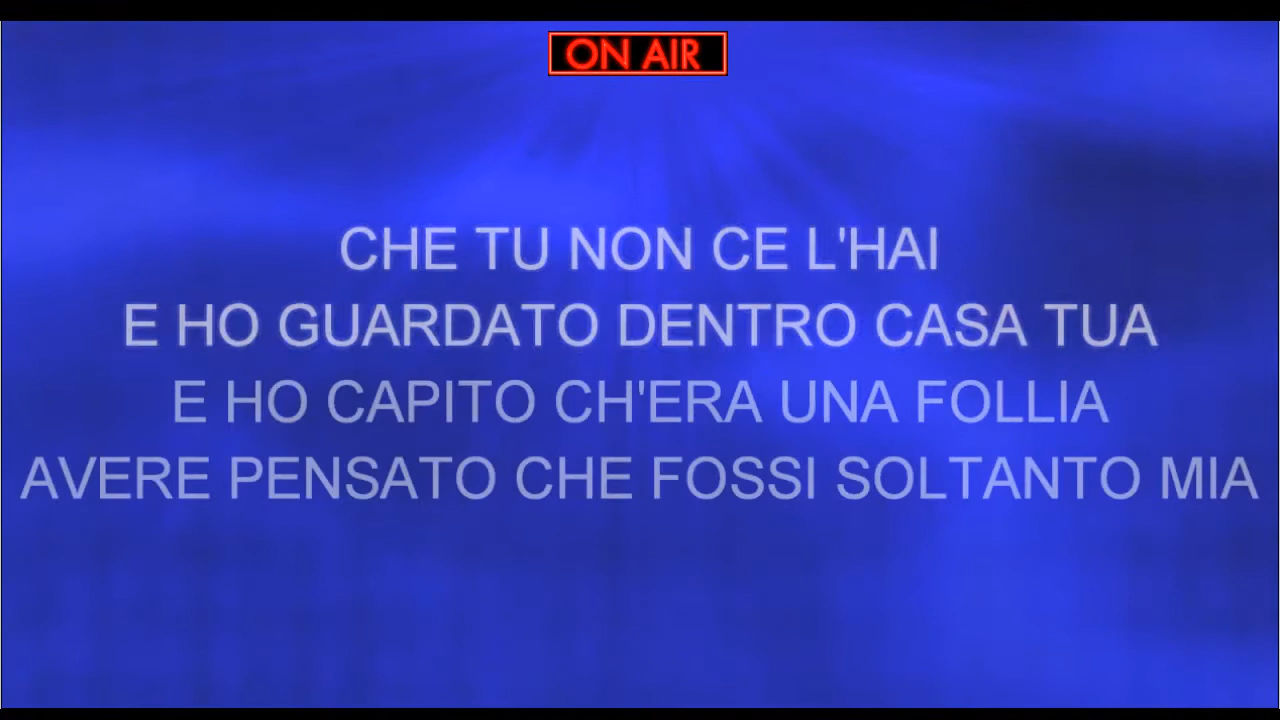 ON AIR
CHE TU NON CE L'HAI
E HO GUARDATO DENTRO CASA TUA
E HO CAPITO CH'ERA UNA FOLLIA
AVERE PENSATO CHE FOSSI SOLTANTO MIA